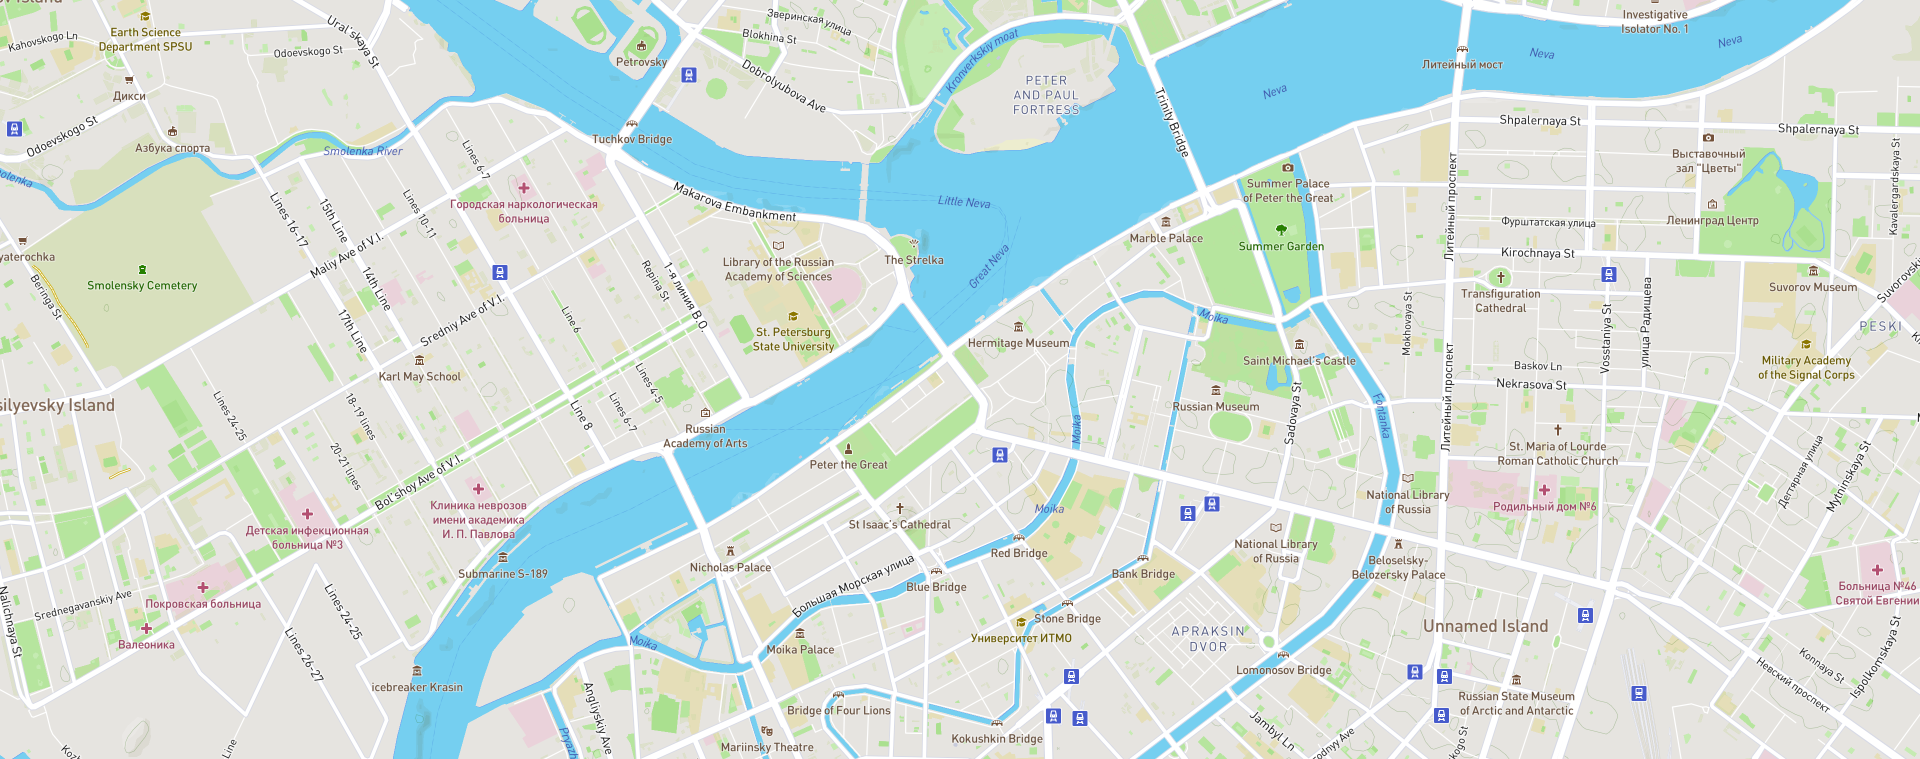 Island
Kahovskogo Ln
Earth Science
Department SPSU
Ural'skaya St
Odoevskogo St
Дикси
Odoevskogo St
Азбука спорта
Smolenka River
Petrovsky
Зверинская улица
Blokhina St
Dobrolyubova Ave
Tuchkov Bridge
Kronverkskiy moat
PETER
AND PAUL
FORTRESS
Trinity Bridge
Neva
Литейный мост
Neva
Investigative
Isolator No. 1
Neva
Shpalernaya St
Shpalernaya St
Выставочный
зал "Цветы"
Kavalergardskaya St
Ленинград Центр
Фурштатская улица
Kirochnaya St
Литейный проспект
Lines 6-7
Lines 10-11
Городская наркологическая
больница
Makarova Embankment
Little Neva
Great Neva
The Strelka
Marble Palace
Summer Palace
of Peter the Great
Summer Garden
Lines 16-17
15th Line
Maliy Ave of V.I.
14th Line
17th Line
Smolensky Cemetery
Beringa St
Sredniy Ave of V.I.
Repina St
1-я линия В.О.
Library of the Russian
Academy of Sciences
Line 6
St. Petersburg
State University
Hermitage Museum
Moika
Saint Michael's Castle
Transfiguration
Cathedral
Suvorov Museum
PESKI
Mokhovaya St
Vosstaniya St
улица Радищева
Baskov Ln
Nekrasova St
Military Academy
of the Signal Corps
Karl May School
Lines 4-5
Lines 6-7
Line 8
Lines 24-25
18-19 lines
20-21 lines
Russian
Academy of Arts
Russian Museum
Sadovaya St
Fontanka
Литейный проспект
Moika
Peter the Great
St. Maria of Lourde
Roman Catholic Church
Дегтярная улица
Mytninskaya St
Bol'shoy Ave of V.I.
Клиника неврозов
имени академика
И. П. Павлова
Детская инфекционная
больница №3
St Isaac's Cathedral
Moika
National Library
of Russia
Родильный дом №6
Red Bridge
National Library
of Russia
Beloselsky-
Belozersky Palace
Submarine S-189
Nicholas Palace
Большая Морская улица
Blue Bridge
Bank Bridge
Больница №46
Святой Евгении
Nalichnaya St
Srednegavanskiy Ave
Покровская больница
Lines 24-25
Валеоника
Lines 26-27
Stone Bridge
Университет ИТМО
APRAKSIN
DVOR
Unnamed Island
Moika
Moika Palace
Lomonosov Bridge
Konnaya St
Невский проспект
Ispolkomskaya St
icebreaker Krasin
Angliyskiy Ave
Bridge of Four Lions
Russian State Museum
of Arctic and Antarctic
Jambyl Ln
Kokushkin Bridge
Mariinsky Theatre
Line